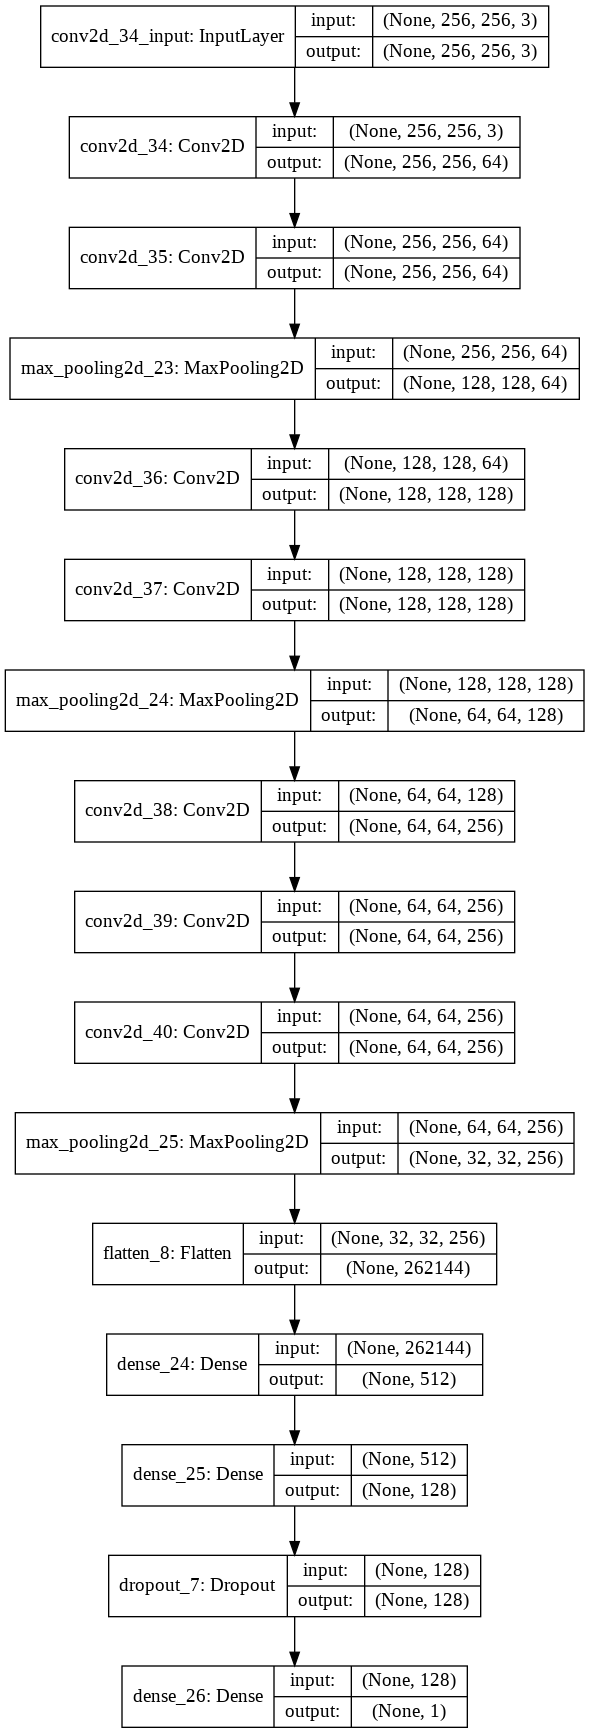 conv2d_34_input: InputLayer
input: (None, 256, 256, 3)
output: (None, 256, 256, 3)
conv2d_34: Conv2D
input: (None, 256, 256, 3)
output: (None, 256, 256, 64)
conv2d_35: Conv2D
input: (None, 256, 256, 64)
output: (None, 256, 256, 64)
max_pooling2d_23: MaxPooling2D
input: (None, 256, 256, 64)
output: (None, 128, 128, 64)
conv2d_36: Conv2D
input: (None, 128, 128, 64)
output: (None, 128, 128, 128)
conv2d_37: Conv2D
input: (None, 128, 128, 128)
output: (None, 128, 128, 128)
max_pooling2d_24: MaxPooling2D
input: (None, 128, 128, 128)
output: (None, 64, 64, 128)
conv2d_38: Conv2D
input: (None, 64, 64, 128)
output: (None, 64, 64, 256)
conv2d_39: Conv2D
input: (None, 64, 64, 256)
output: (None, 64, 64, 256)
conv2d_40: Conv2D
input: (None, 64, 64, 256)
output: (None, 64, 64, 256)
max_pooling2d_25: MaxPooling2D
input: (None, 64, 64, 256)
output: (None, 32, 32, 256)
flatten_8: Flatten
input: (None, 32, 32, 256)
output: (None, 262144)
dense_24: Dense
input: (None, 262144)
output: (None, 512)
dense_25: Dense
input: (None, 512)
output: (None, 128)
dropout_7: Dropout
input: (None, 128)
output: (None, 128)
dense_26: Dense
input: (None, 128)
output: (None, 1)